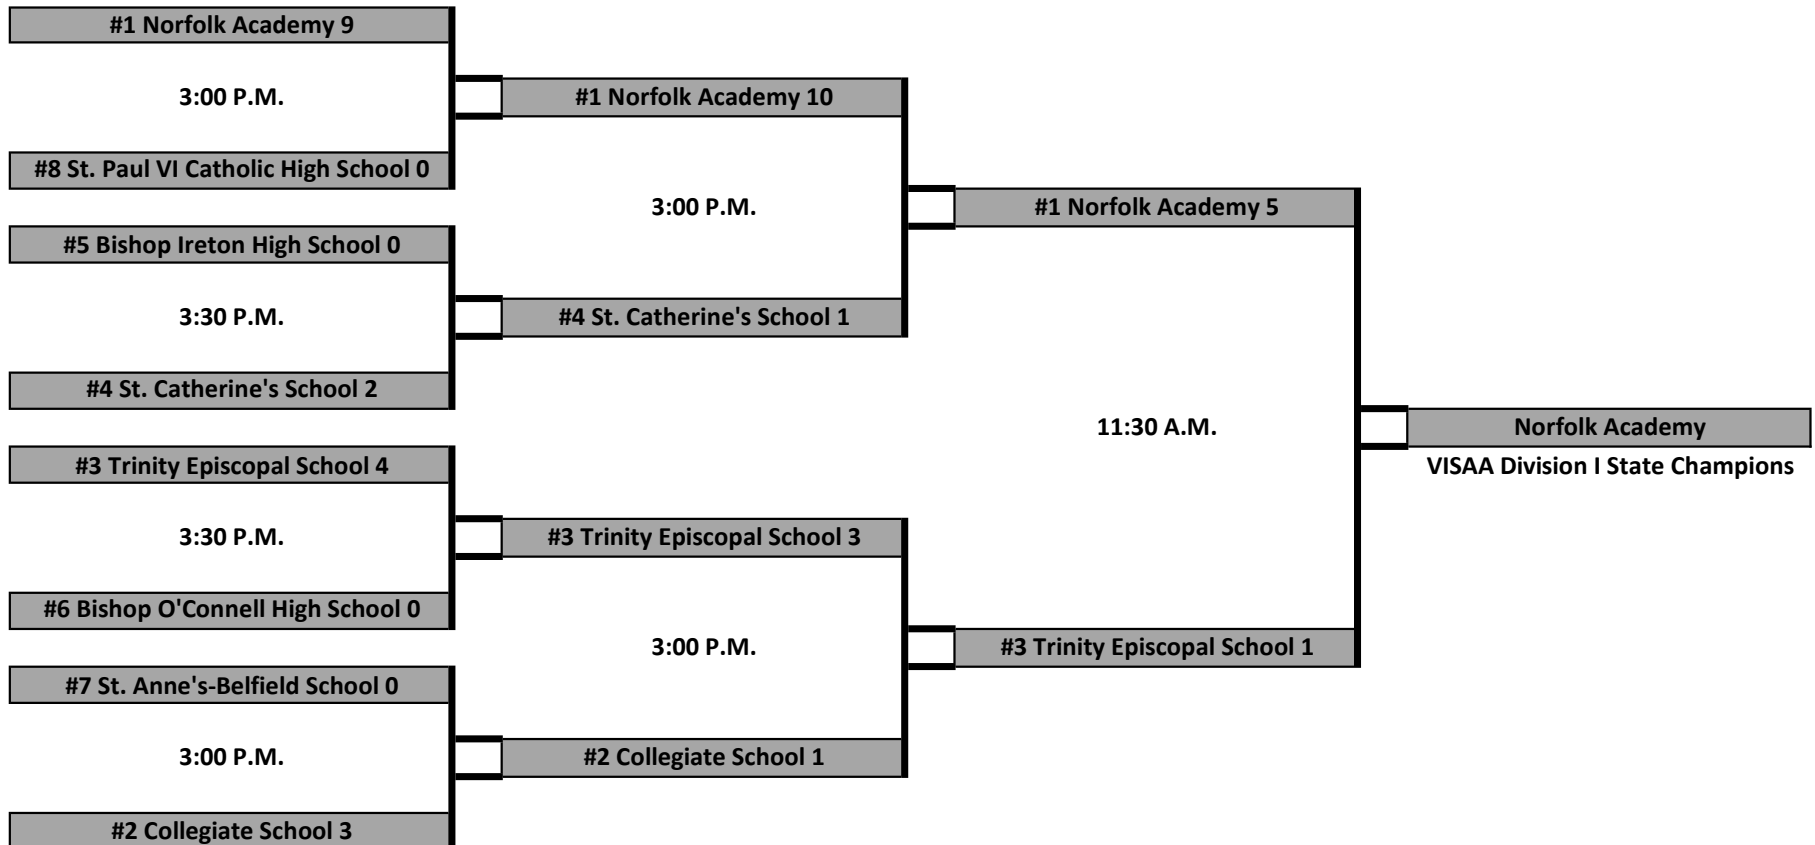 #1 Norfolk Academy 9
3:00 P.M.
#8 St. Paul VI Catholic High School 0
#5 Bishop Ireton High School 0
3:30 P.M.
#4 St. Catherine's School 2
#3 Trinity Episcopal School 4
3:30 P.M.
#6 Bishop O'Connell High School 0
#7 St. Anne's-Belfield School 0
3:00 P.M.
#2 Collegiate School 3
#1 Norfolk Academy 10
3:00 P.M.
#4 St. Catherine's School 1
#3 Trinity Episcopal School 3
3:00 P.M.
#2 Collegiate School 1
#1 Norfolk Academy 5
11:30 A.M.
#3 Trinity Episcopal School 1
Norfolk Academy
VISAA Division I State Champions